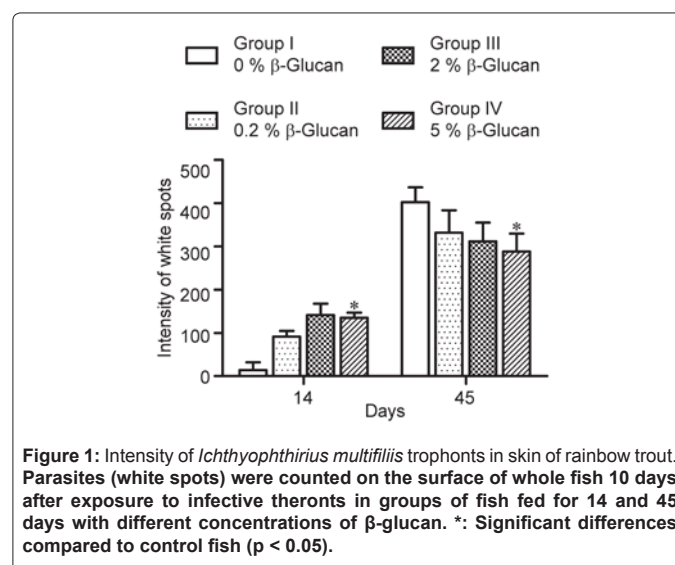 Group I
0 % β-Glucan
Group III
2 % β-Glucan
Group II
0.2 % β-Glucan
Group IV
5 % β-Glucan
Intensity of white spots
500
400
300
200
100
0
*
*
14
45
Days
Figure 1: Intensity of Ichthyophthirius multifiliis trophonts in skin of rainbow trout.
Parasites (white spots) were counted on the surface of whole fish 10 days
after exposure to infective theronts in groups of fish fed for 14 and 45
days with different concentrations of β-glucan. *: Significant differences
compared to control fish (p < 0.05).